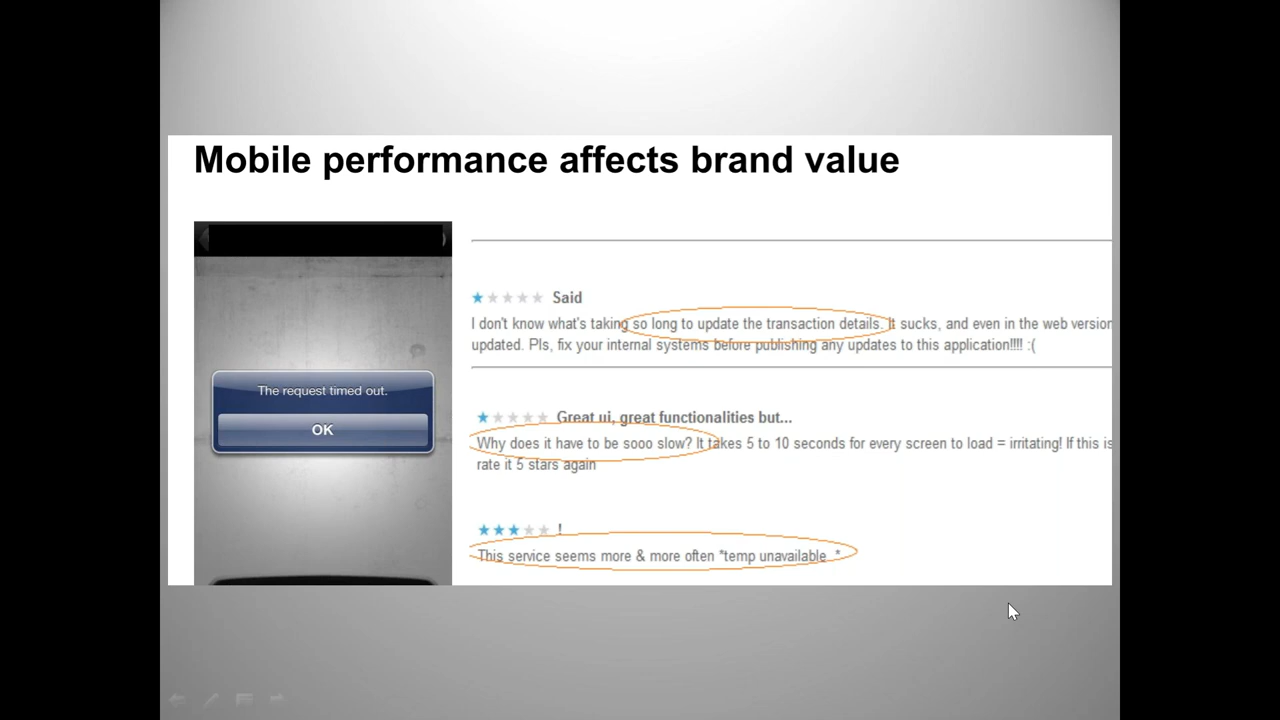 Mobile performance affects brand value
The request timed out.
OK
Said
I don't know what's taking so long to update the transaction details. It sucks, and even in the web version
updated. Pls, fix your internal systems before publishing any updates to this application!!!! :(
Great ui, great functionalities but...
Why does it have to be sooo slow? It takes 5 to 10 seconds for every screen to load = irritating! If this is
rate it 5 stars again
!
This service seems more & more often *temp unavailable .*